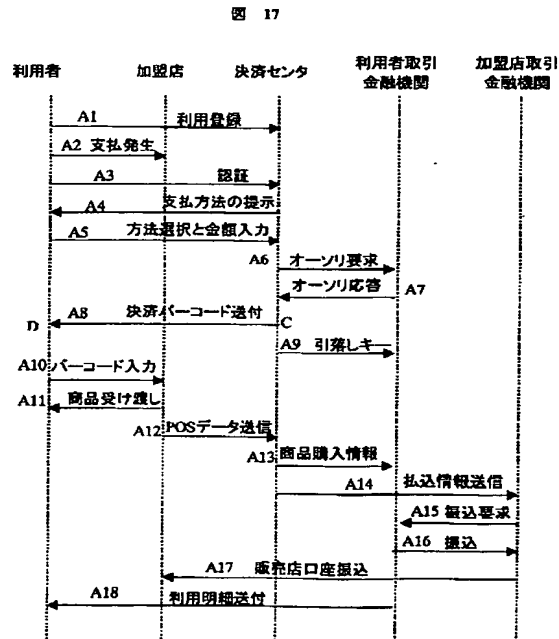 図 17
利用者 加盟店 決済センタ 利用者取引金融機関 加盟店取引金融機関
A1 利用登録
A2 支払発生
A3 認証
A4 支払方法の提示
A5 方法選択と金額入力
A6 オーソリ要求
オーソリ応答 A7
D A8 決済バーコード送付 C
A9 引落しキー
A10 バーコード入力
A11 商品受け渡し
A12 POSデータ送信
A13 商品購入情報
A14 払込情報送信
A15 振込要求
A16 振込
A17 販売店口座振込
A18 利用明細送付